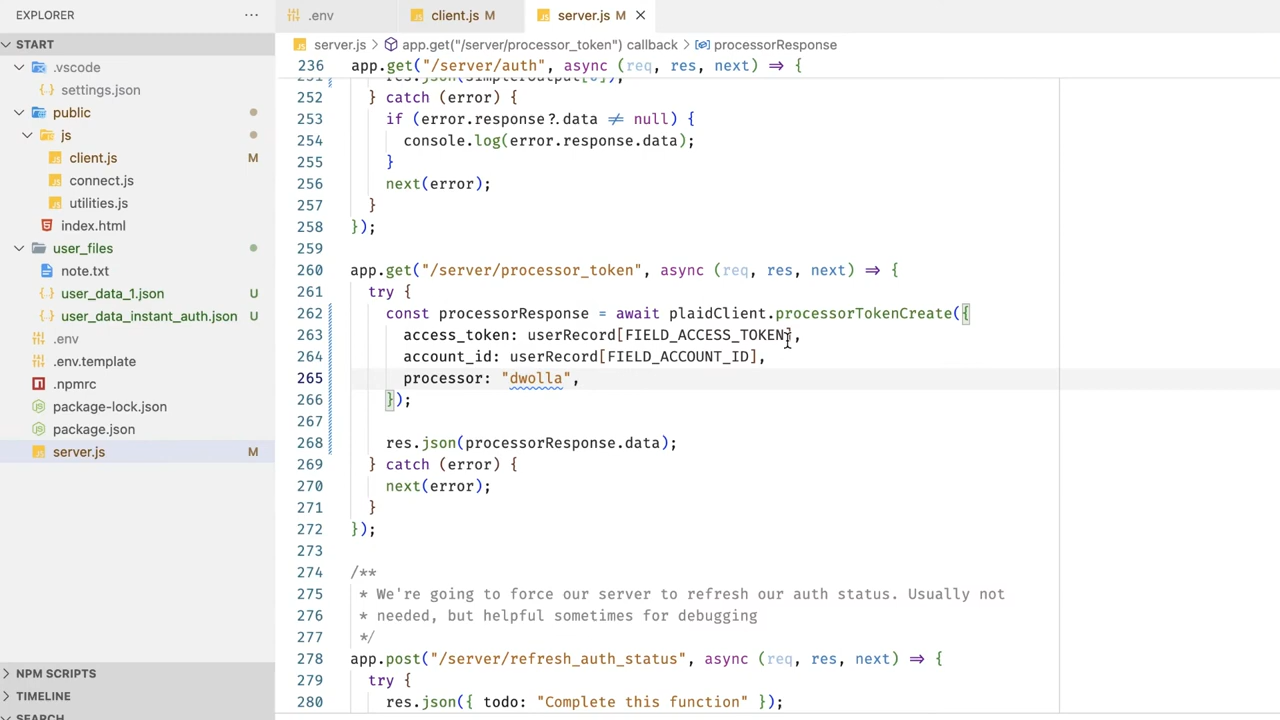 EXPLORER ···
START
.vscode
settings.json
public
js
client.js M
connect.js
utilities.js
index.html
user_files
note.txt
user_data_1.json U
user_data_instant_auth.json U
.env
.env.template
.npmrc
package-lock.json
package.json
server.js M
NPM SCRIPTS
TIMELINE
SEARCH
.env client.js M server.js M
server.js > app.get("/server/processor_token") callback > processorResponse
236 app.get("/server/auth", async (req, res, next) => {
251 res.json(simpleOutput[0]);
252 } catch (error) {
253 if (error.response?.data != null) {
254 console.log(error.response.data);
255 }
256 next(error);
257 }
258 });
259
260 app.get("/server/processor_token", async (req, res, next) => {
261 try {
262 const processorResponse = await plaidClient.processorTokenCreate({
263 access_token: userRecord[FIELD_ACCESS_TOKEN],
264 account_id: userRecord[FIELD_ACCOUNT_ID],
265 processor: "dwolla",
266 });
267
268 res.json(processorResponse.data);
269 } catch (error) {
270 next(error);
271 }
272 });
273
274 /**
275 * We're going to force our server to refresh our auth status. Usually not
276 * needed, but helpful sometimes for debugging
277 */
278 app.post("/server/refresh_auth_status", async (req, res, next) => {
279 try {
280 res.json({ todo: "Complete this function" });